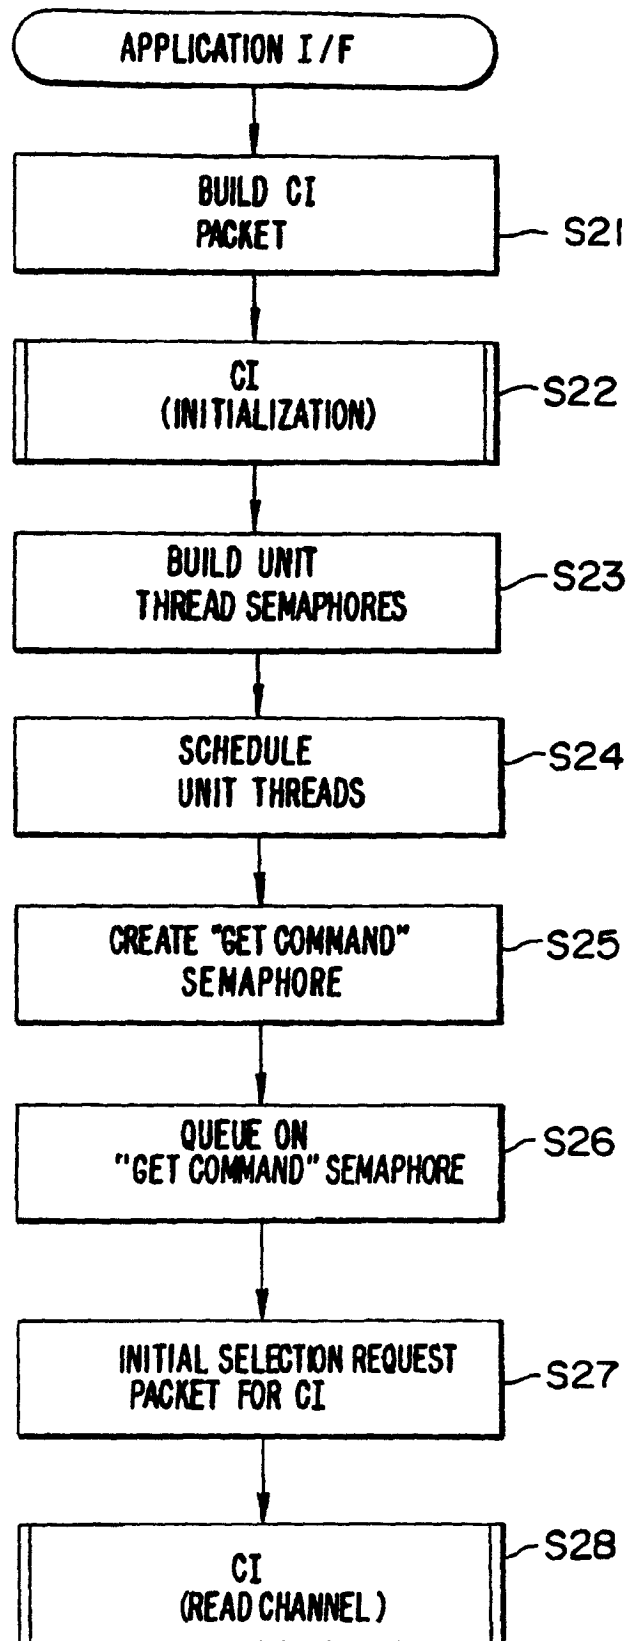 APPLICATION I/F
BUILD CI
PACKET
S21
CI
(INITIALIZATION)
S22
BUILD UNIT
THREAD SEMAPHORES
S23
SCHEDULE
UNIT THREADS
S24
CREATE "GET COMMAND"
SEMAPHORE
S25
QUEUE ON
"GET COMMAND" SEMAPHORE
S26
INITIAL SELECTION REQUEST
PACKET FOR CI
S27
CI
(READ CHANNEL)
S28